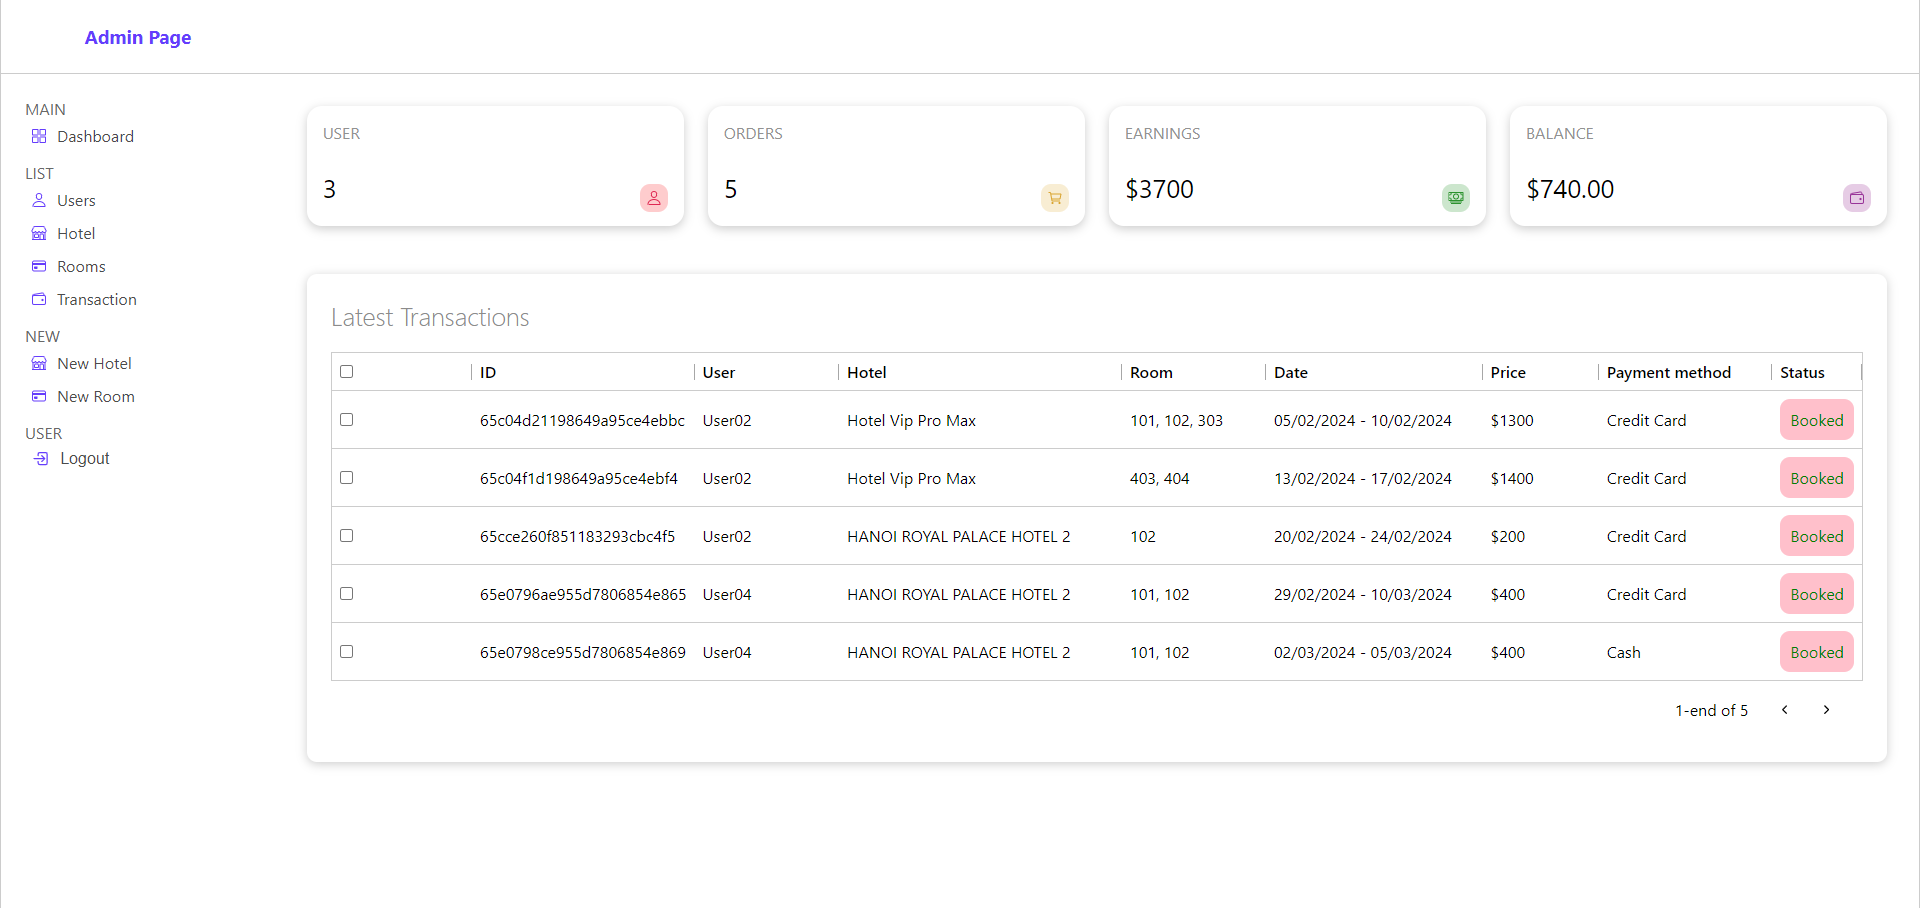 Admin Page
MAIN
Dashboard
LIST
Users
Hotel
Rooms
Transaction
NEW
New Hotel
New Room
USER
Logout
USER
3
ORDERS
5
EARNINGS
$3700
BALANCE
$740.00
Latest Transactions
ID User Hotel Room Date Price Payment method Status
65c04d21198649a95ce4ebbc User02 Hotel Vip Pro Max 101, 102, 303 05/02/2024 - 10/02/2024 $1300 Credit Card Booked
65c04f1d198649a95ce4ebf4 User02 Hotel Vip Pro Max 403, 404 13/02/2024 - 17/02/2024 $1400 Credit Card Booked
65cce260f851183293cbc4f5 User02 HANOI ROYAL PALACE HOTEL 2 102 20/02/2024 - 24/02/2024 $200 Credit Card Booked
65e0796ae955d7806854e865 User04 HANOI ROYAL PALACE HOTEL 2 101, 102 29/02/2024 - 10/03/2024 $400 Credit Card Booked
65e0798ce955d7806854e869 User04 HANOI ROYAL PALACE HOTEL 2 101, 102 02/03/2024 - 05/03/2024 $400 Cash Booked
1-end of 5